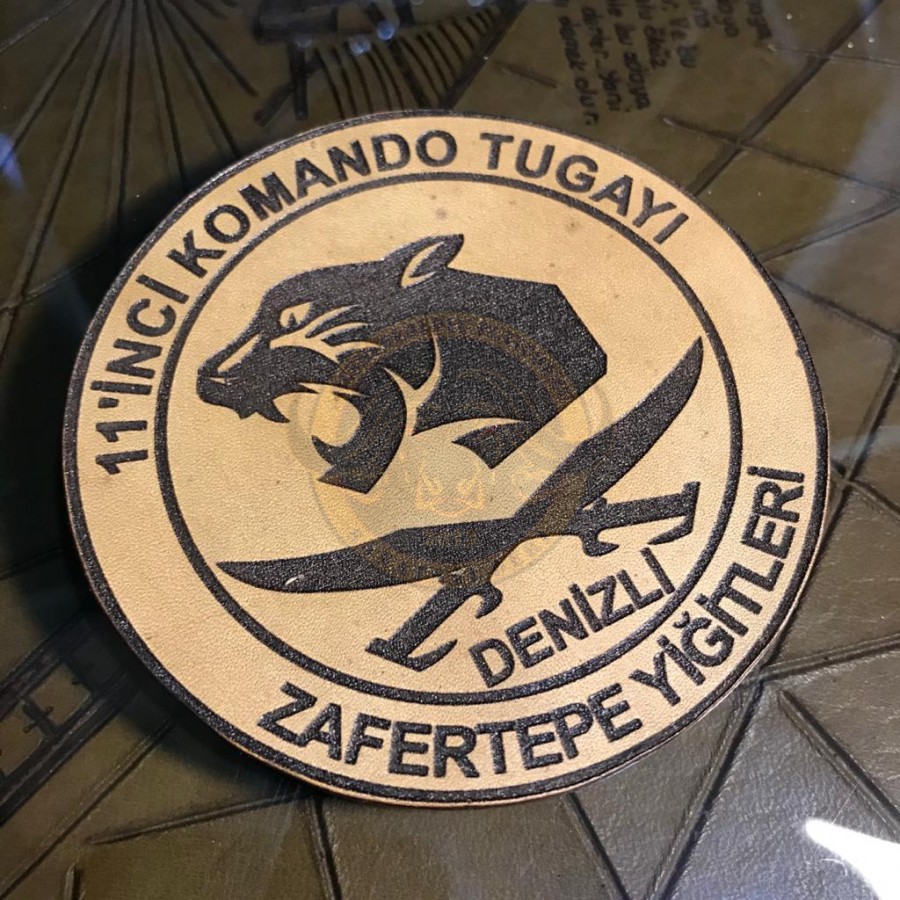 11'İNCİ KOMANDO TUGAYI
DENİZLİ
ZAFERTEPE YİĞİTLERİ